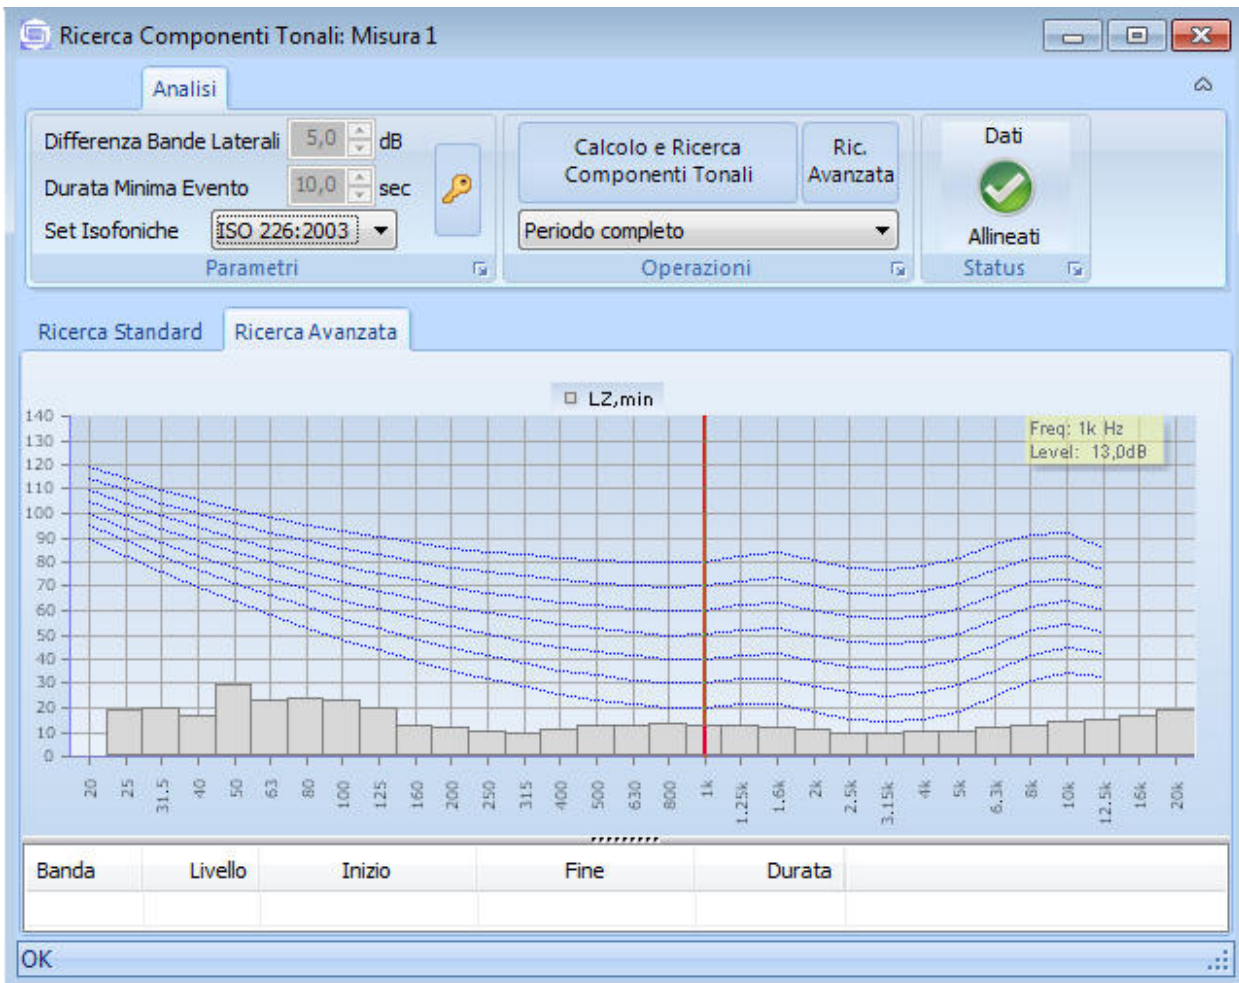 Ricerca Componenti Tonali: Misura 1
Analisi
Differenza Bande Laterali 5,0 dB
Durata Minima Evento 10,0 sec
Set Isofoniche ISO 226:2003
Parametri
Calcolo e Ricerca
Componenti Tonali
Ric.
Avanzata
Periodo completo
Operazioni
Dati
Allineati
Status
Ricerca Standard Ricerca Avanzata
LZ,min
Freq: 1k Hz
Level: 13,0dB
140
130
120
110
100
90
80
70
60
50
40
30
20
10
0
20 25 31.5 40 50 63 80 100 125 160 200 250 315 400 500 630 800 1k 1.25k 1.6k 2k 2.5k 3.15k 4k 5k 6.3k 8k 10k 12.5k 16k 20k
Banda Livello Inizio Fine Durata
OK